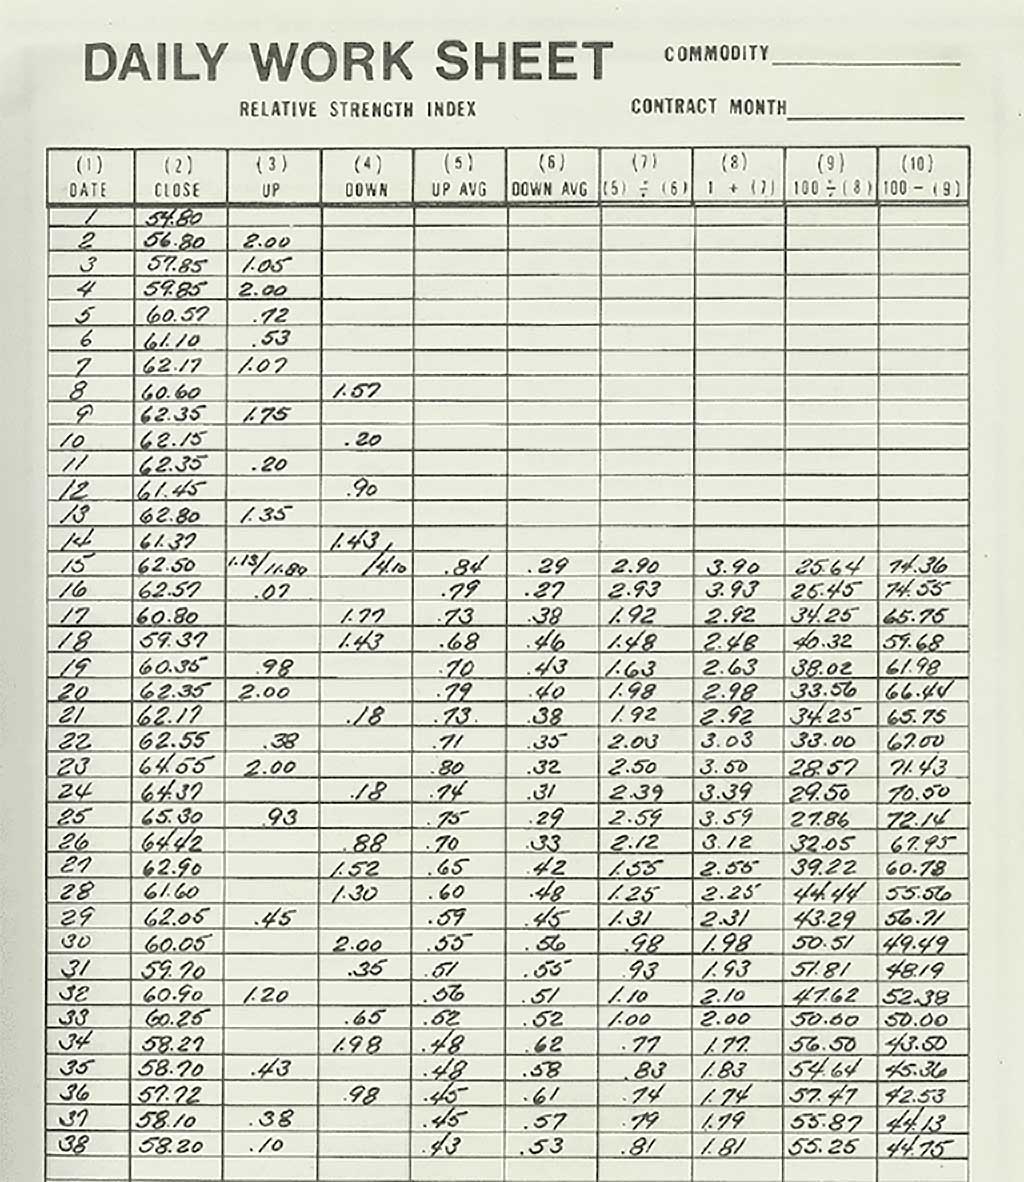 DAILY WORK SHEET COMMODITY
RELATIVE STRENGTH INDEX CONTRACT MONTH
(1) (2) (3) (4) (5) (6) (7) (8) (9) (10)
DATE CLOSE UP DOWN UP AVG DOWN AVG (5) ÷ (6) 1 + (7) 100 ÷ (8) 100 - (9)
1 54.80
2 56.80 2.00
3 57.85 1.05
4 59.85 2.00
5 60.57 .72
6 61.10 .53
7 62.17 1.07
8 60.60 1.57
9 62.35 1.75
10 62.15 .20
11 62.35 .20
12 61.45 .90
13 62.80 1.35
14 61.37 1.43
15 62.50 1.13/11.80 /4.10 .84 .29 2.90 3.90 25.64 74.36
16 62.57 .07 .79 .27 2.93 3.93 25.45 74.55
17 60.80 1.77 .73 .38 1.92 2.92 34.25 65.75
18 59.37 1.43 .68 .46 1.48 2.48 40.32 59.68
19 60.35 .98 .70 .43 1.63 2.63 38.02 61.98
20 62.35 2.00 .79 .40 1.98 2.98 33.56 66.44
21 62.17 .18 .73 .38 1.92 2.92 34.25 65.75
22 62.55 .38 .71 .35 2.03 3.03 33.00 67.00
23 64.55 2.00 .80 .32 2.50 3.50 28.57 71.43
24 64.37 .18 .74 .31 2.39 3.39 29.50 70.50
25 65.30 .93 .75 .29 2.59 3.59 27.86 72.14
26 64.42 .88 .70 .33 2.12 3.12 32.05 67.95
27 62.90 1.52 .65 .42 1.55 2.55 39.22 60.78
28 61.60 1.30 .60 .48 1.25 2.25 44.44 55.56
29 62.05 .45 .59 .45 1.31 2.31 43.29 56.71
30 60.05 2.00 .55 .56 .98 1.98 50.51 49.49
31 59.70 .35 .51 .55 .93 1.93 51.81 48.19
32 60.90 1.20 .56 .51 1.10 2.10 47.62 52.38
33 60.25 .65 .52 .52 1.00 2.00 50.00 50.00
34 58.27 1.98 .48 .62 .77 1.77 56.50 43.50
35 58.70 .43 .48 .58 .83 1.83 54.64 45.36
36 57.72 .98 .45 .61 .74 1.74 57.47 42.53
37 58.10 .38 .45 .57 .79 1.79 55.87 44.13
38 58.20 .10 .43 .53 .81 1.81 55.25 44.75